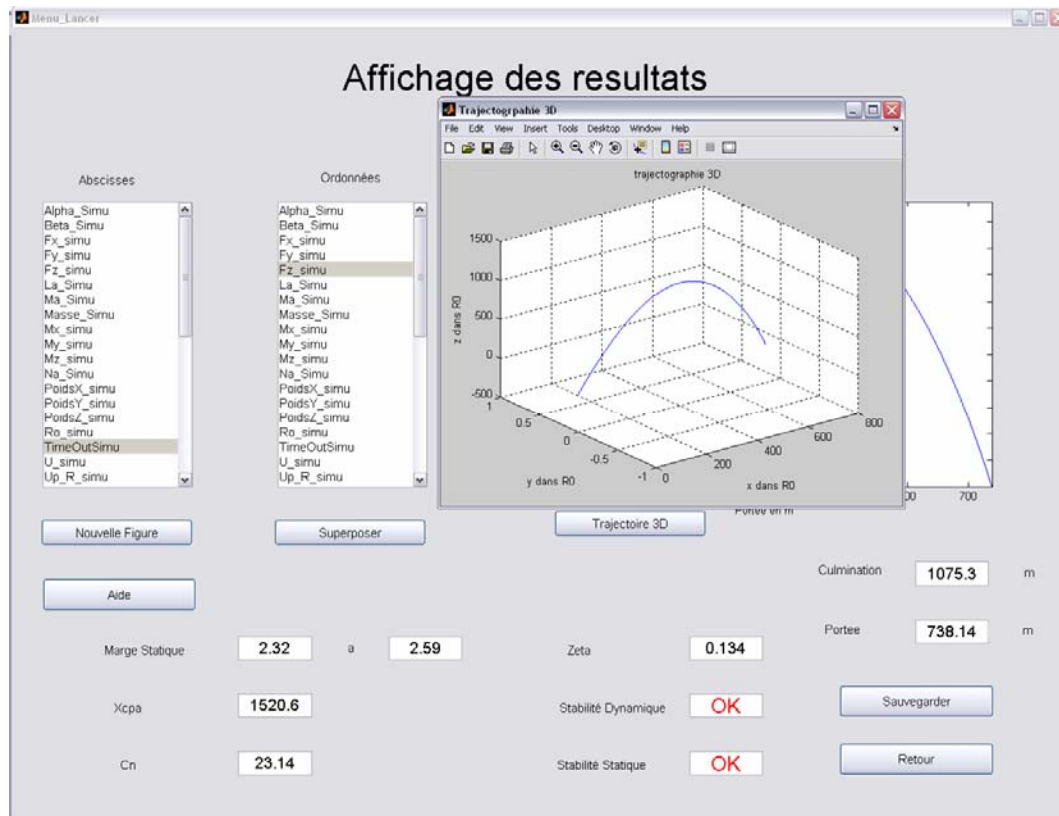 Menu_Lancer
Affichage des resultats
Abscisses
Alpha_Simu
Beta_Simu
Fx_simu
Fy_simu
Fz_simu
La_Simu
Ma_Simu
Masse_Simu
Mx_simu
My_simu
Mz_simu
Na_Simu
PoidsX_simu
PoidsY_simu
PoidsZ_simu
Ro_simu
TimeOutSimu
U_simu
Up_R_simu
Ordonnées
Alpha_Simu
Beta_Simu
Fx_simu
Fy_simu
Fz_simu
La_Simu
Ma_Simu
Masse_Simu
Mx_simu
My_simu
Mz_simu
Na_Simu
PoidsX_simu
PoidsY_simu
PoidsZ_simu
Ro_simu
TimeOutSimu
U_simu
Up_R_simu
Trajectogrpahie 3D
File Edit View Insert Tools Desktop Window Help
trajectographie 3D
1500
1000
500
0
-500
z dans R0
1
0.5
0
-0.5
-1
y dans R0
0
200
400
600
800
x dans R0
700
Portee en m
Nouvelle Figure
Superposer
Trajectoire 3D
Aide
Culmination 1075.3 m
Portee 738.14 m
Marge Statique 2.32 a 2.59
Zeta 0.134
Xcpa 1520.6
Stabilité Dynamique OK
Sauvegarder
Cn 23.14
Stabilité Statique OK
Retour